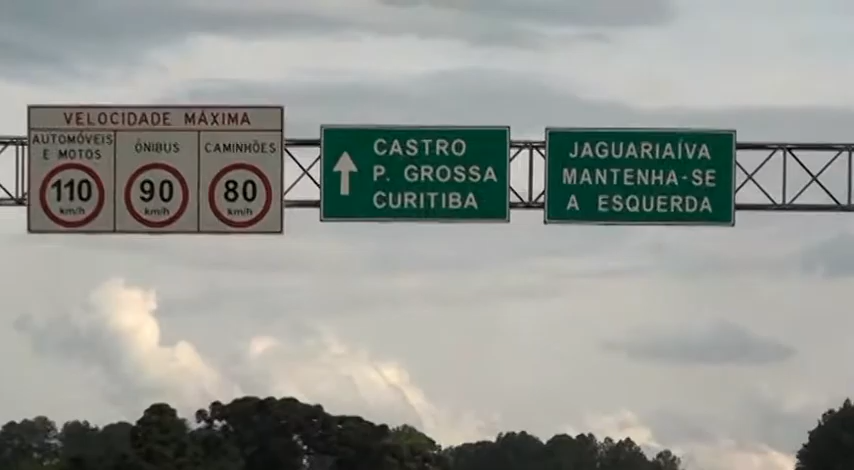 VELOCIDADE MÁXIMA
AUTOMÓVEIS
E MOTOS
110
km/h
ÔNIBUS
90
km/h
CAMINHÕES
80
km/h
CASTRO
P. GROSSA
CURITIBA
JAGUARIAÍVA
MANTENHA-SE
A ESQUERDA